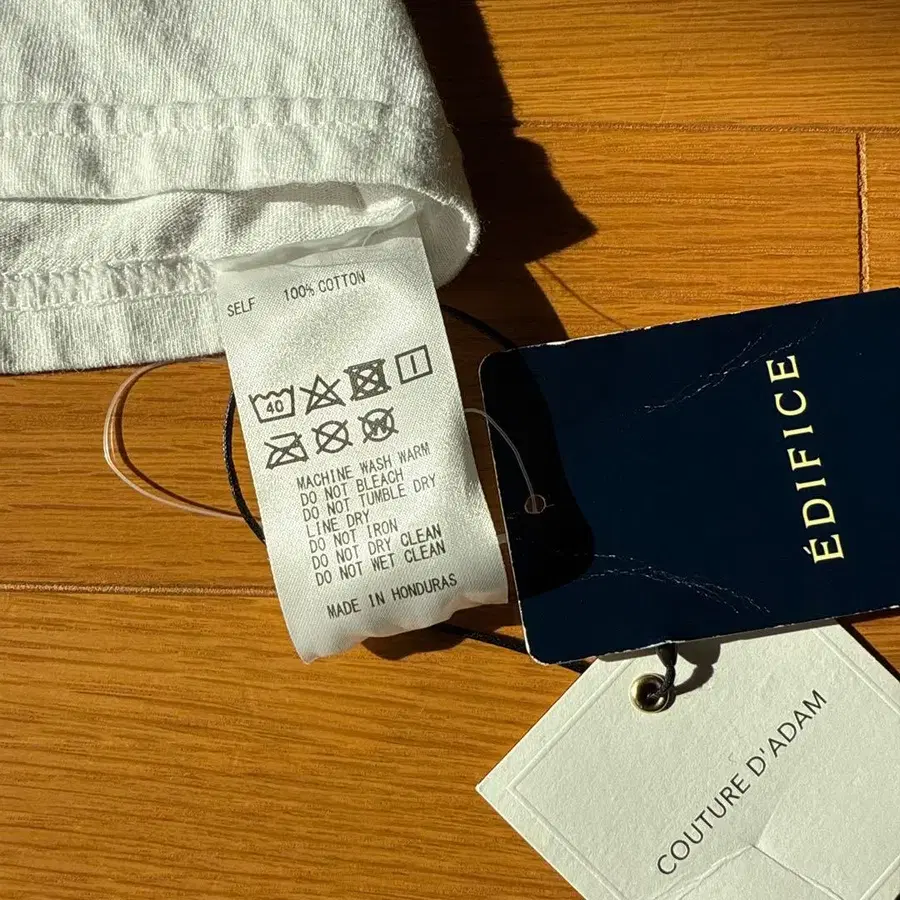 SELF 100% COTTON
40
W
MACHINE WASH WARM
DO NOT BLEACH
DO NOT TUMBLE DRY
LINE DRY
DO NOT IRON
DO NOT DRY CLEAN
DO NOT WET CLEAN
MADE IN HONDURAS
ÉDIFICE
COUTURE D'ADAM